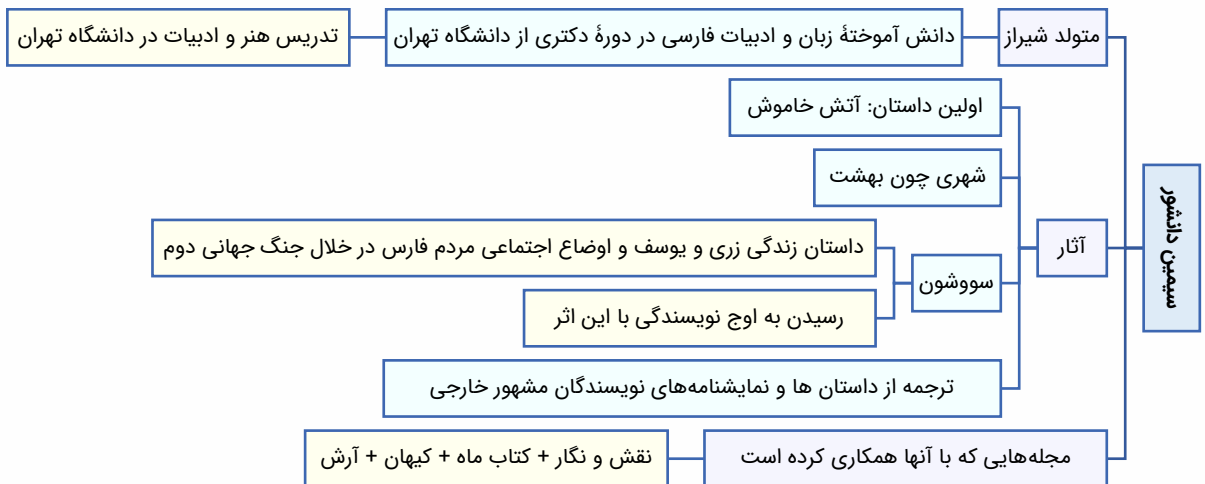 سیمین دانشور
متولد شیراز
دانش آموختهٔ زبان و ادبیات فارسی در دورهٔ دکتری از دانشگاه تهران
تدریس هنر و ادبیات در دانشگاه تهران
آثار
اولین داستان: آتش خاموش
شهری چون بهشت
سووشون
داستان زندگی زری و یوسف و اوضاع اجتماعی مردم فارس در خلال جنگ جهانی دوم
رسیدن به اوج نویسندگی با این اثر
ترجمه از داستان ها و نمایشنامه‌های نویسندگان مشهور خارجی
مجله‌هایی که با آنها همکاری کرده است
نقش و نگار + کتاب ماه + کیهان + آرش